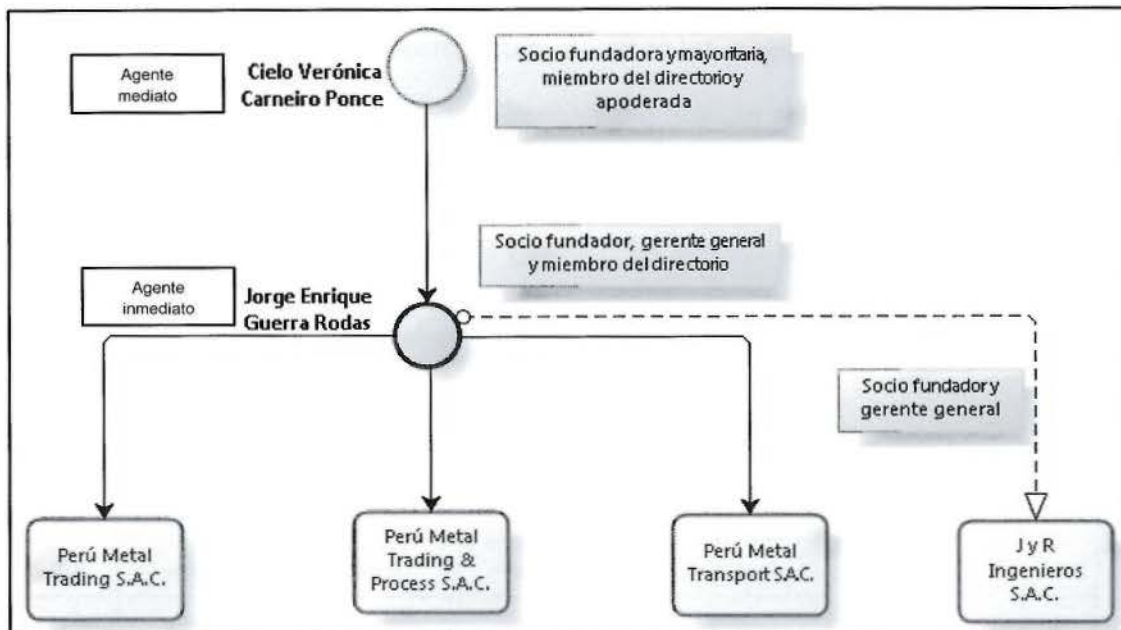 Agente
mediato
Cielo Verónica
Carneiro Ponce
Socio fundadora y mayoritaria,
miembro del directorio y
apoderada
Socio fundador, gerente general
y miembro del directorio
Agente
inmediato
Jorge Enrique
Guerra Rodas
Socio fundador y
gerente general
Perú Metal
Trading S.A.C.
Perú Metal
Trading &
Process S.A.C.
Perú Metal
Transport S.A.C.
J y R
Ingenieros
S.A.C.